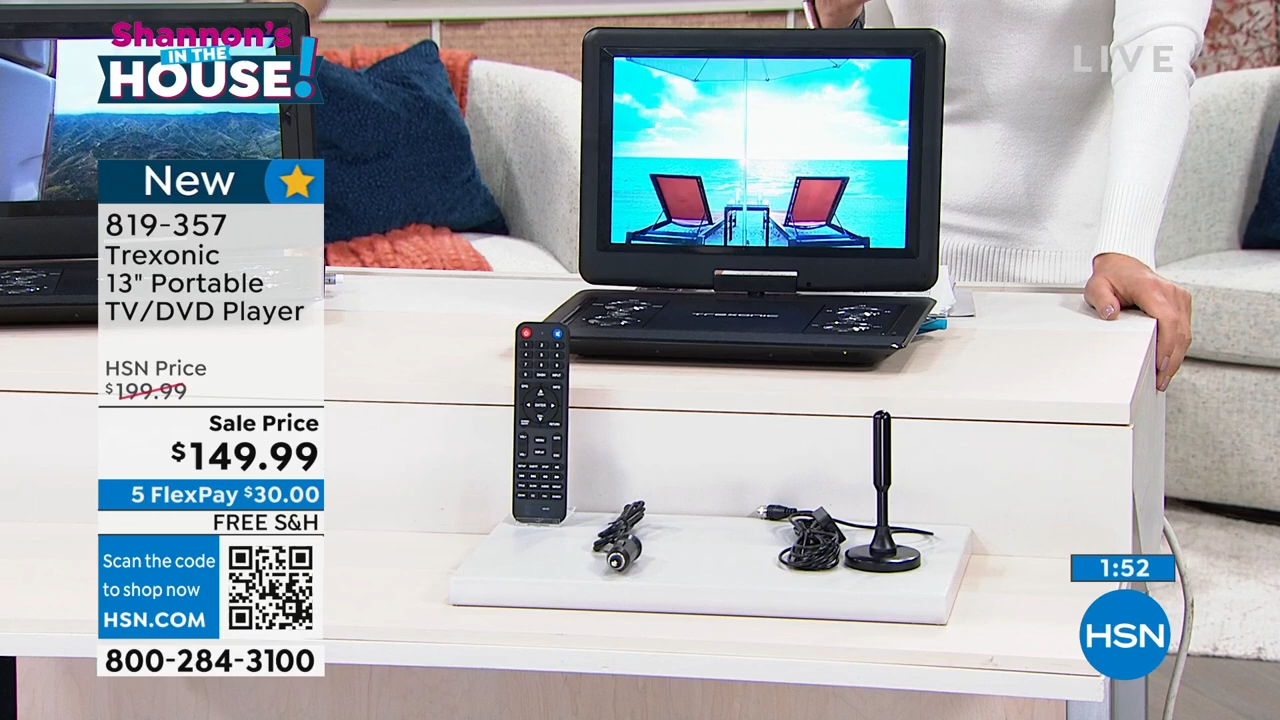 Shannon's
IN THE
HOUSE!
LIVE
New
819-357
Trexonic
13" Portable
TV/DVD Player
HSN Price
$199.99
Sale Price
$149.99
5 FlexPay $30.00
FREE S&H
Scan the code
to shop now
HSN.COM
800-284-3100
TREXONIC
1:52
HSN